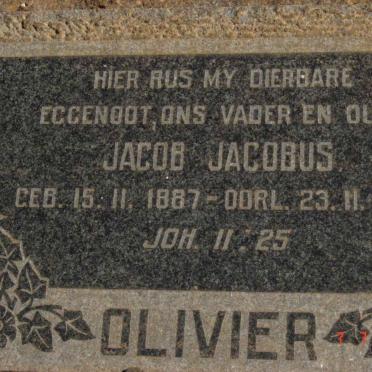 HIER RUS MY DIERBARE
EGGENOOT, ONS VADER EN OU
JACOB JACOBUS
GEB. 15. 11. 1887 - OORL. 23. 11.
JOH. 11:25
OLIVIER